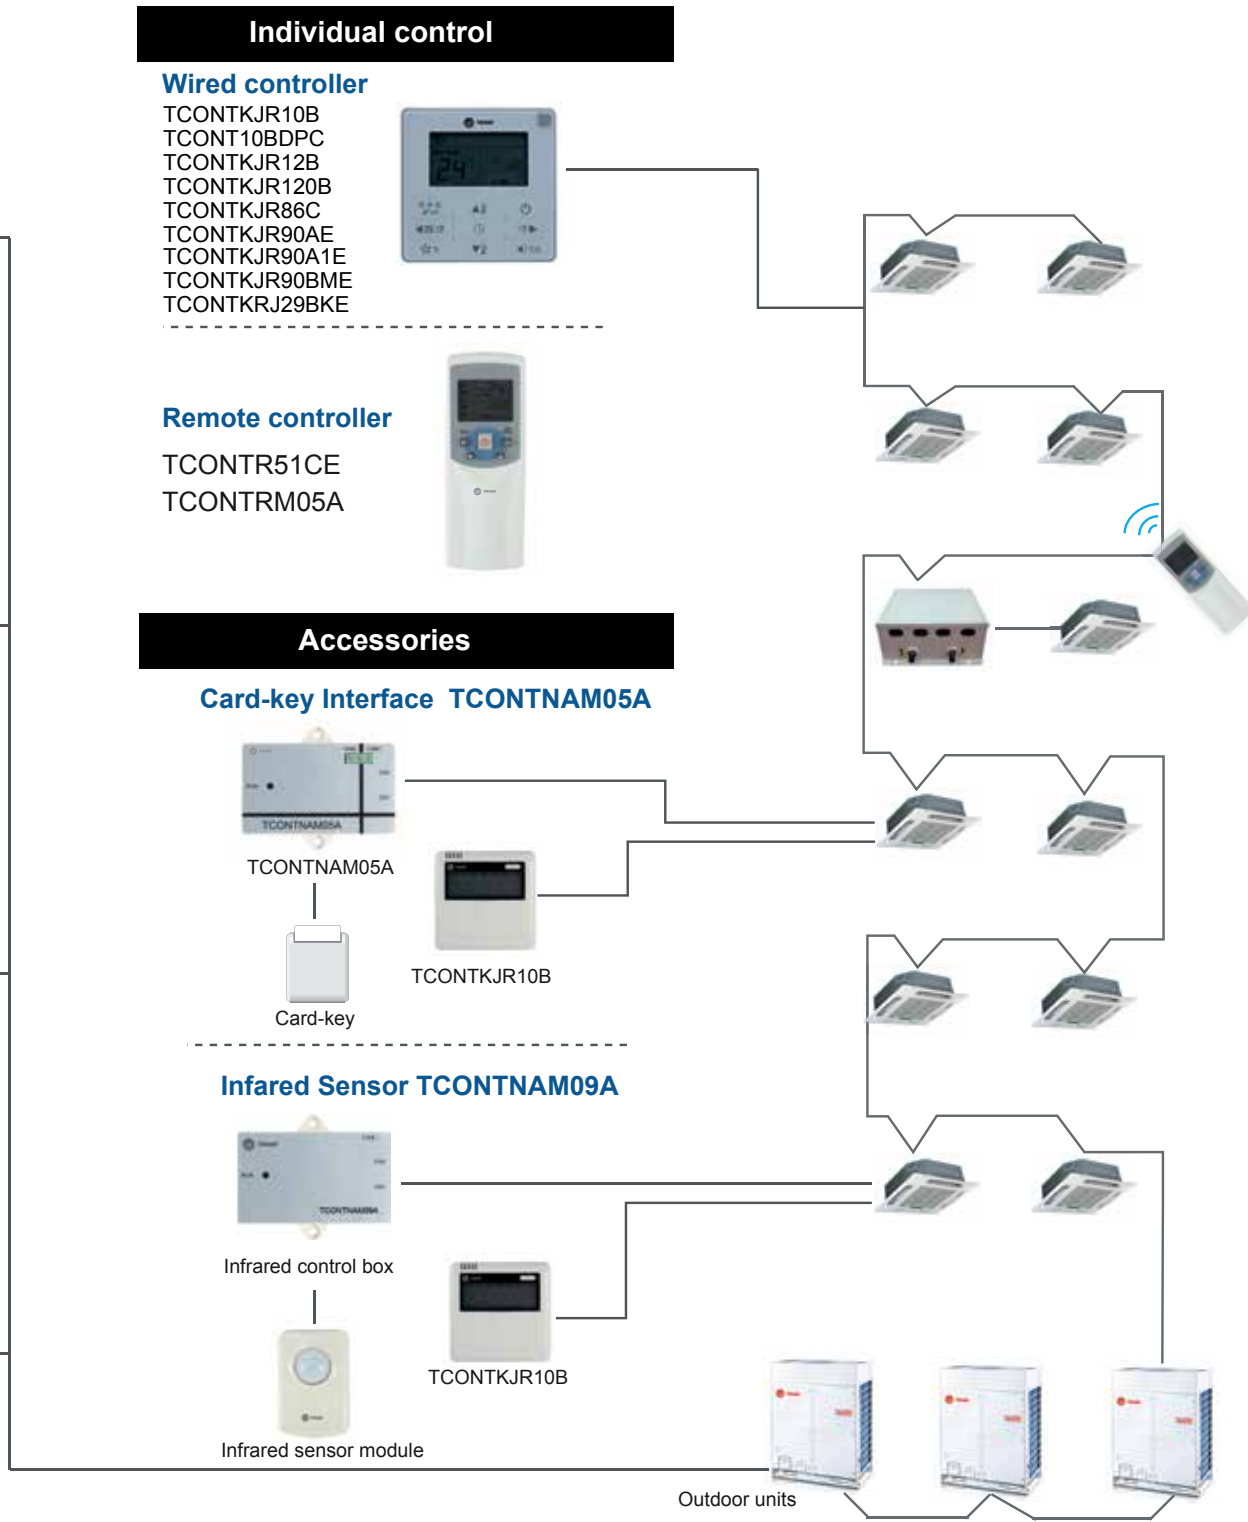 Individual control
Wired controller
TCONTKJR10B
TCONT10BDPC
TCONTKJR12B
TCONTKJR120B
TCONTKJR86C
TCONTKJR90AE
TCONTKJR90A1E
TCONTKJR90BME
TCONTKRJ29BKE
24
Remote controller
TCONTR51CE
TCONTRM05A
Accessories
Card-key Interface TCONTNAM05A
TCONTNAM05A
TCONTNAM05A
TCONTKJR10B
Card-key
Infared Sensor TCONTNAM09A
TCONTNAM09A
Infrared control box
TCONTKJR10B
Infrared sensor module
Outdoor units